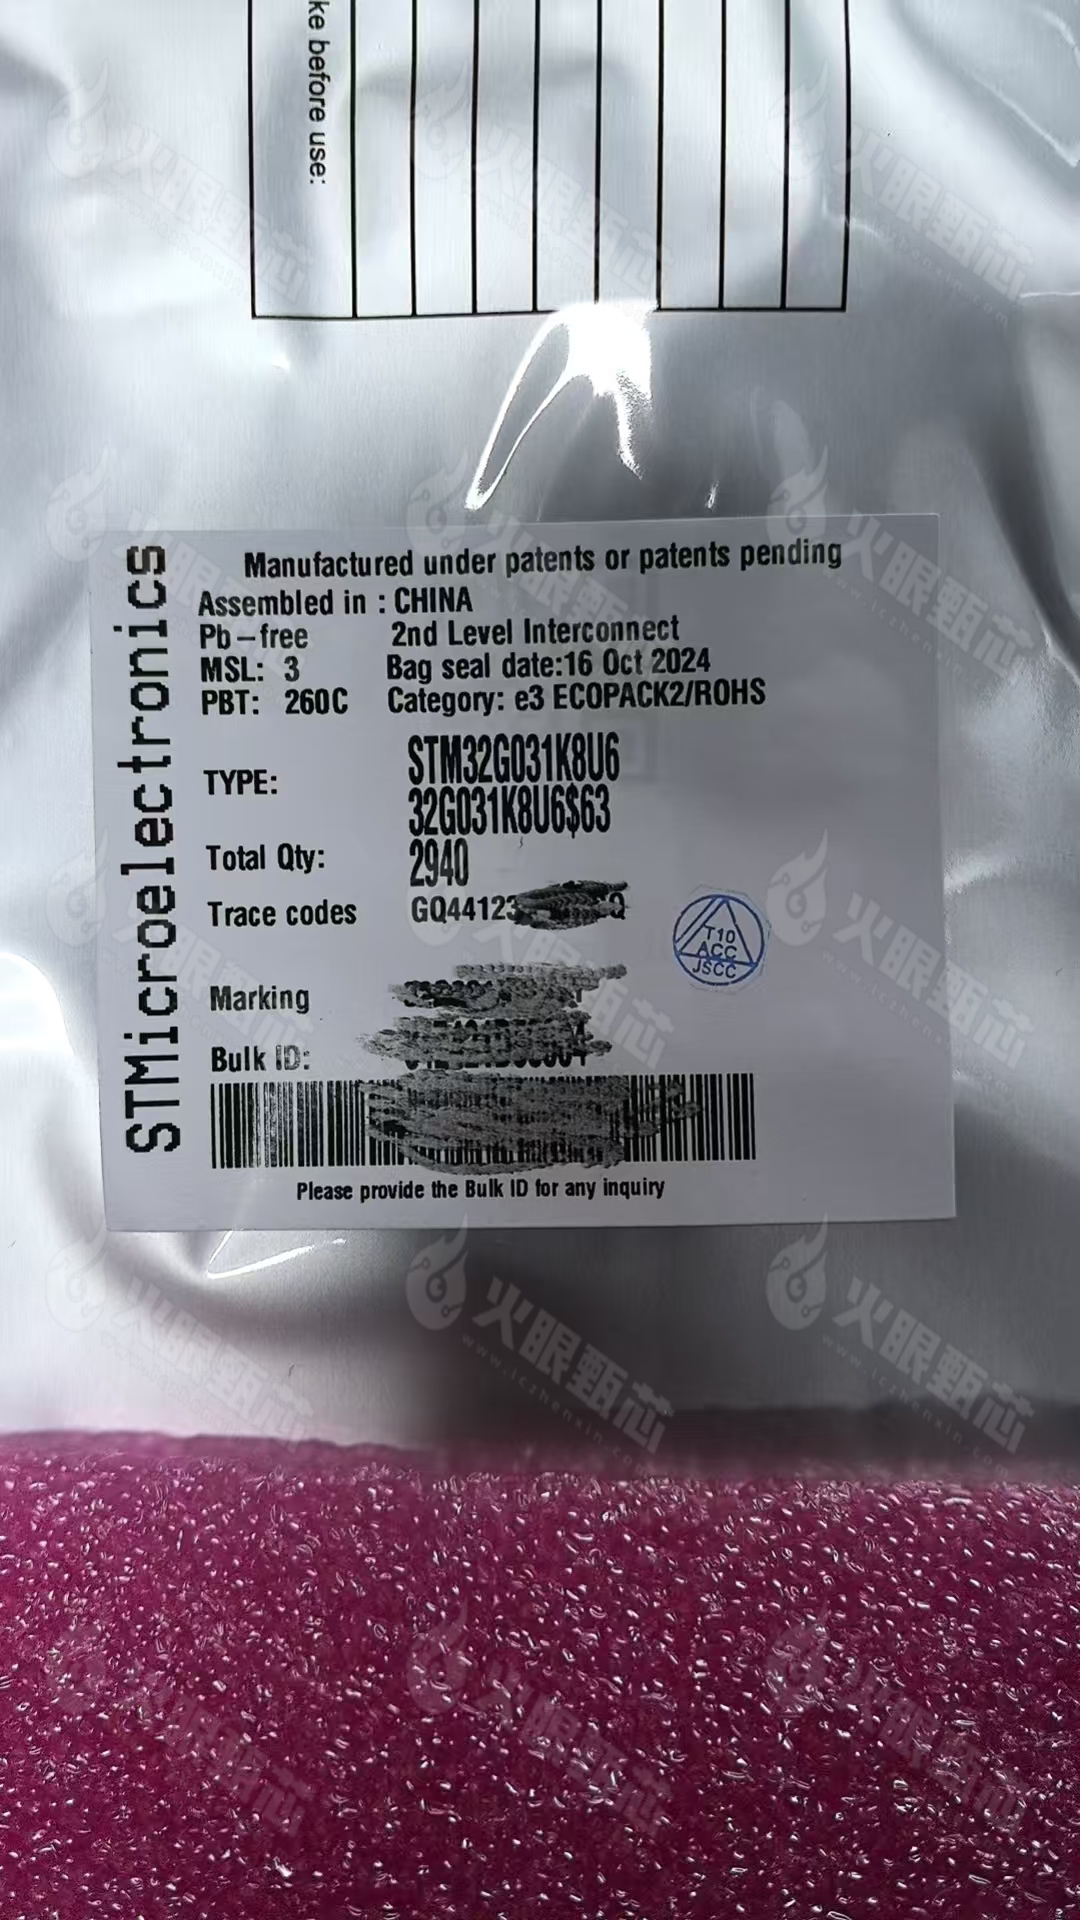 ke before use:
STMicroelectronics
Manufactured under patents or patents pending
Assembled in : CHINA
Pb-free 2nd Level Interconnect
MSL: 3 Bag seal date:16 Oct 2024
PBT: 260C Category: e3 ECOPACK2/ROHS
TYPE: STM32G031K8U6
32G031K8U6$63
Total Qty: 2940
Trace codes GQ44123
T10
ACC
JSCC
Marking
Bulk ID:
Please provide the Bulk ID for any inquiry
火眼甄芯
www.iczhenxin.com